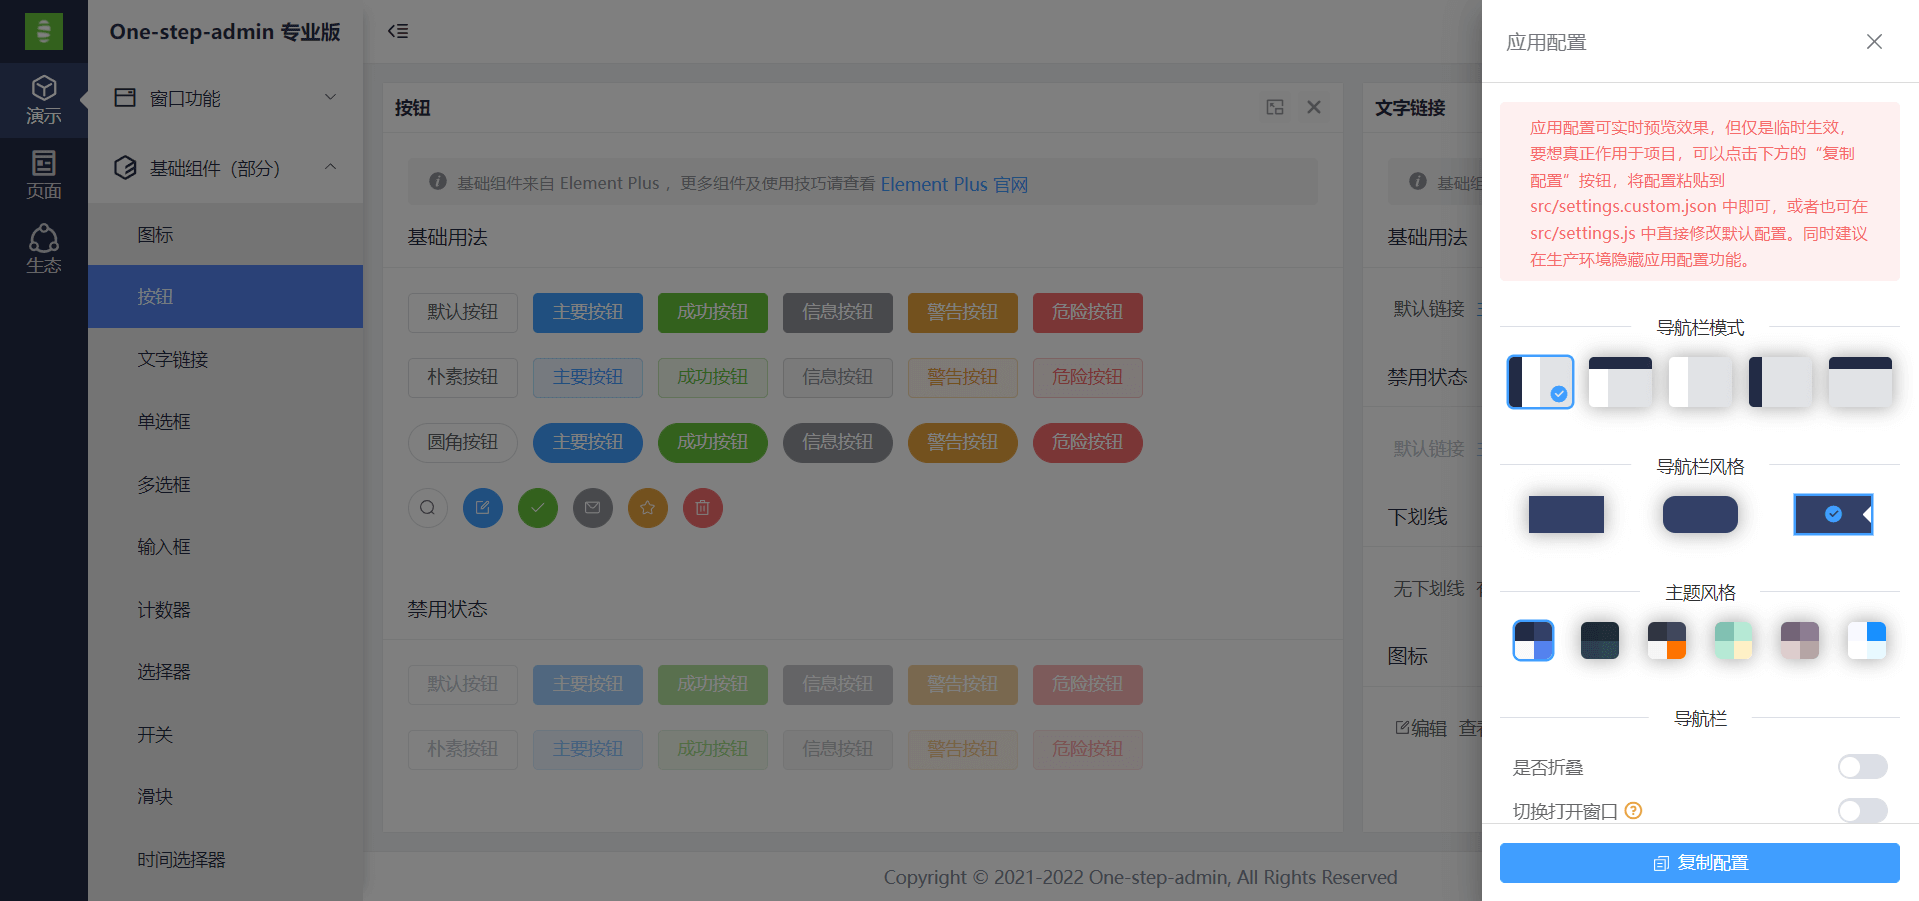 One-step-admin 专业版
演示
页面
生态
窗口功能
基础组件（部分）
图标
按钮
文字链接
单选框
多选框
输入框
计数器
选择器
开关
滑块
时间选择器
按钮
基础组件来自 Element Plus ，更多组件及使用技巧请查看 Element Plus 官网
基础用法
默认按钮 主要按钮 成功按钮 信息按钮 警告按钮 危险按钮
朴素按钮 主要按钮 成功按钮 信息按钮 警告按钮 危险按钮
圆角按钮 主要按钮 成功按钮 信息按钮 警告按钮 危险按钮
禁用状态
默认按钮 主要按钮 成功按钮 信息按钮 警告按钮 危险按钮
朴素按钮 主要按钮 成功按钮 信息按钮 警告按钮 危险按钮
文字链接
基础组
基础用法
默认链接
禁用状态
默认链接
下划线
无下划线
图标
编辑 查
Copyright © 2021-2022 One-step-admin, All Rights Reserved
应用配置
应用配置可实时预览效果，但仅是临时生效，
要想真正作用于项目，可以点击下方的“复制
配置”按钮，将配置粘贴到
src/settings.custom.json 中即可，或者也可在
src/settings.js 中直接修改默认配置。同时建议
在生产环境隐藏应用配置功能。
导航栏模式
导航栏风格
主题风格
导航栏
是否折叠
切换打开窗口
复制配置